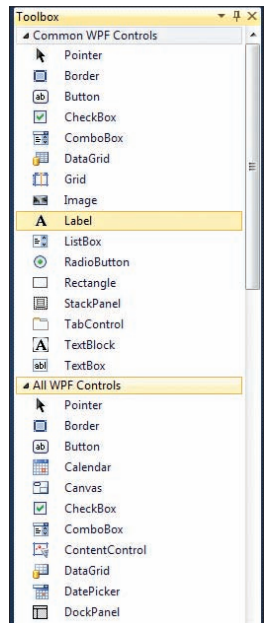 Toolbox
Common WPF Controls
Pointer
Border
Button
CheckBox
ComboBox
DataGrid
Grid
Image
Label
ListBox
RadioButton
Rectangle
StackPanel
TabControl
TextBlock
TextBox
All WPF Controls
Pointer
Border
Button
Calendar
Canvas
CheckBox
ComboBox
ContentControl
DataGrid
DatePicker
DockPanel